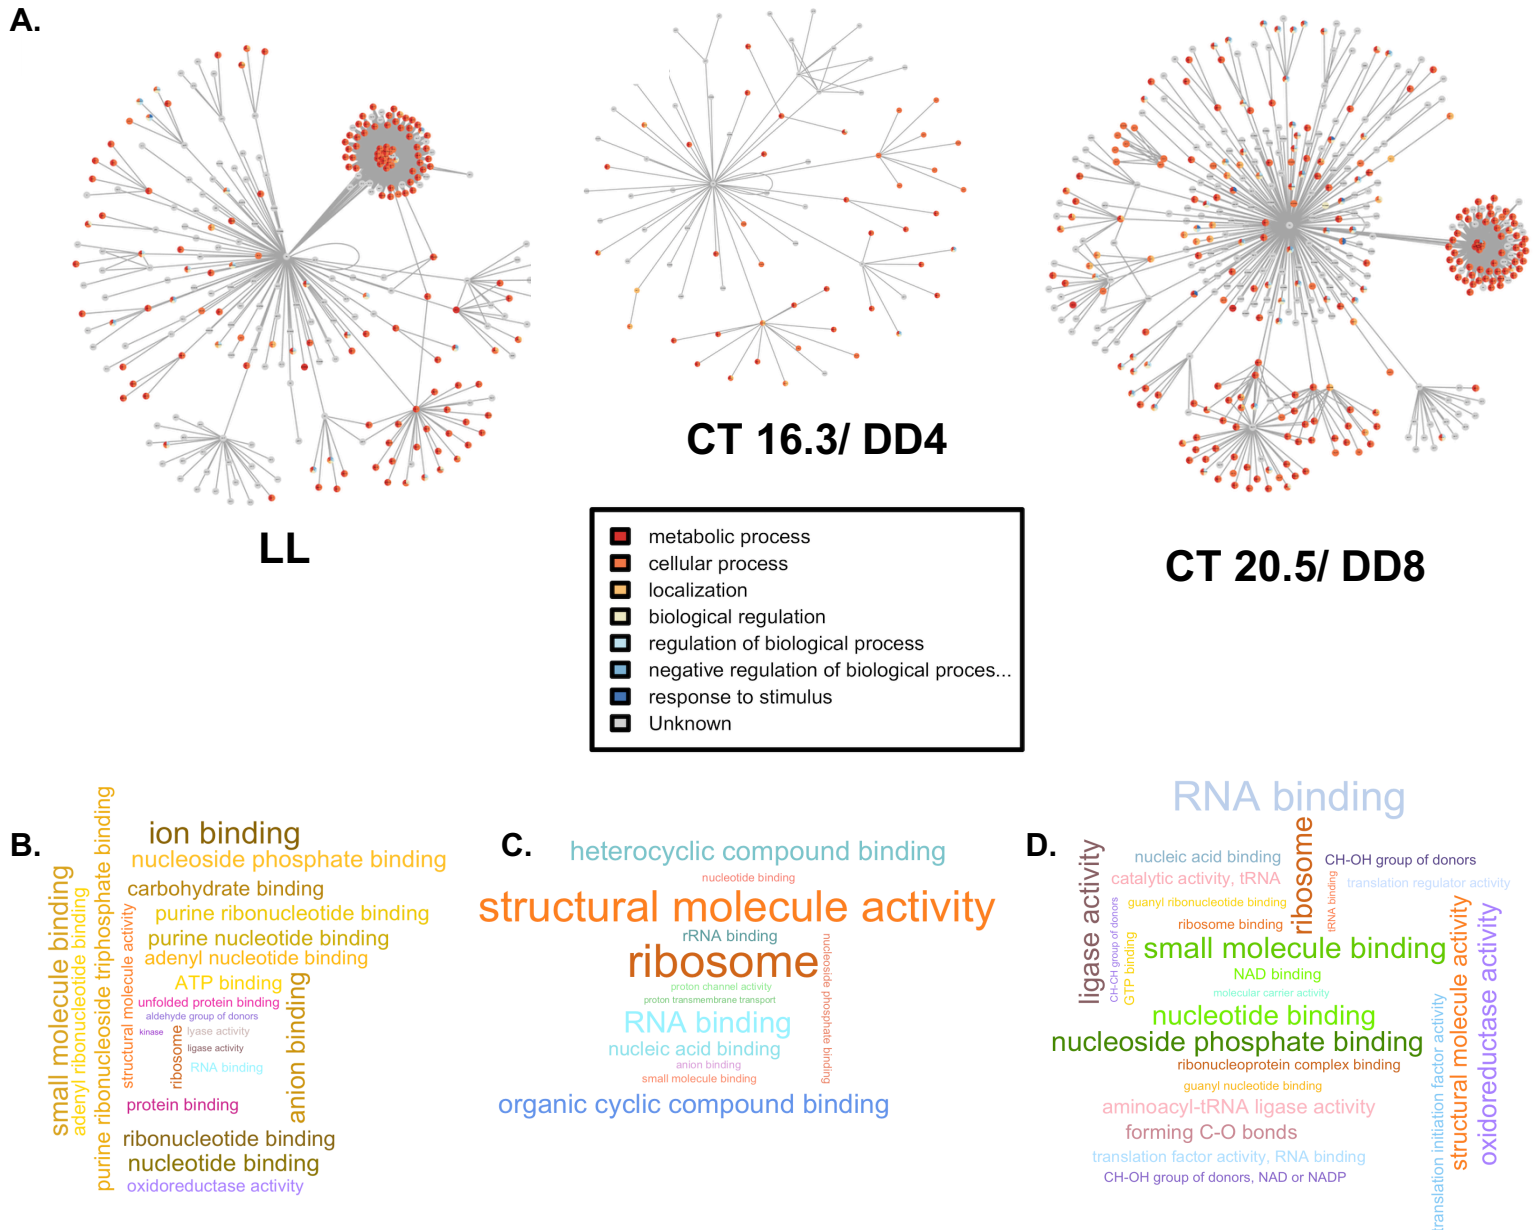 A.
LL
CT 16.3/ DD4
CT 20.5/ DD8
metabolic process
cellular process
localization
biological regulation
regulation of biological process
negative regulation of biological proces...
response to stimulus
Unknown
B.
small molecule binding
adenyl ribonucleotide binding
purine ribonucleoside triphosphate binding
ion binding
nucleoside phosphate binding
carbohydrate binding
structural molecule activity
purine ribonucleotide binding
purine nucleotide binding
adenyl nucleotide binding
ATP binding
unfolded protein binding
aldehyde group of donors
kinase
ribosome
lyase activity
ligase activity
RNA binding
anion binding
protein binding
ribonucleotide binding
nucleotide binding
oxidoreductase activity
C.
heterocyclic compound binding
nucleotide binding
structural molecule activity
rRNA binding
ribosome
nucleoside phosphate binding
proton channel activity
proton transmembrane transport
RNA binding
nucleic acid binding
anion binding
small molecule binding
organic cyclic compound binding
D.
RNA binding
ligase activity
nucleic acid binding
ribosome
CH-OH group of donors
catalytic activity, tRNA
tRNA binding
translation regulator activity
CH-CH group of donors
guanyl ribonucleotide binding
GTP binding
ribosome binding
small molecule binding
NAD binding
molecular carrier activity
nucleotide binding
nucleoside phosphate binding
ribonucleoprotein complex binding
guanyl nucleotide binding
aminoacyl-tRNA ligase activity
forming C-O bonds
translation factor activity, RNA binding
CH-OH group of donors, NAD or NADP
translation initiation factor activity
structural molecule activity
oxidoreductase activity